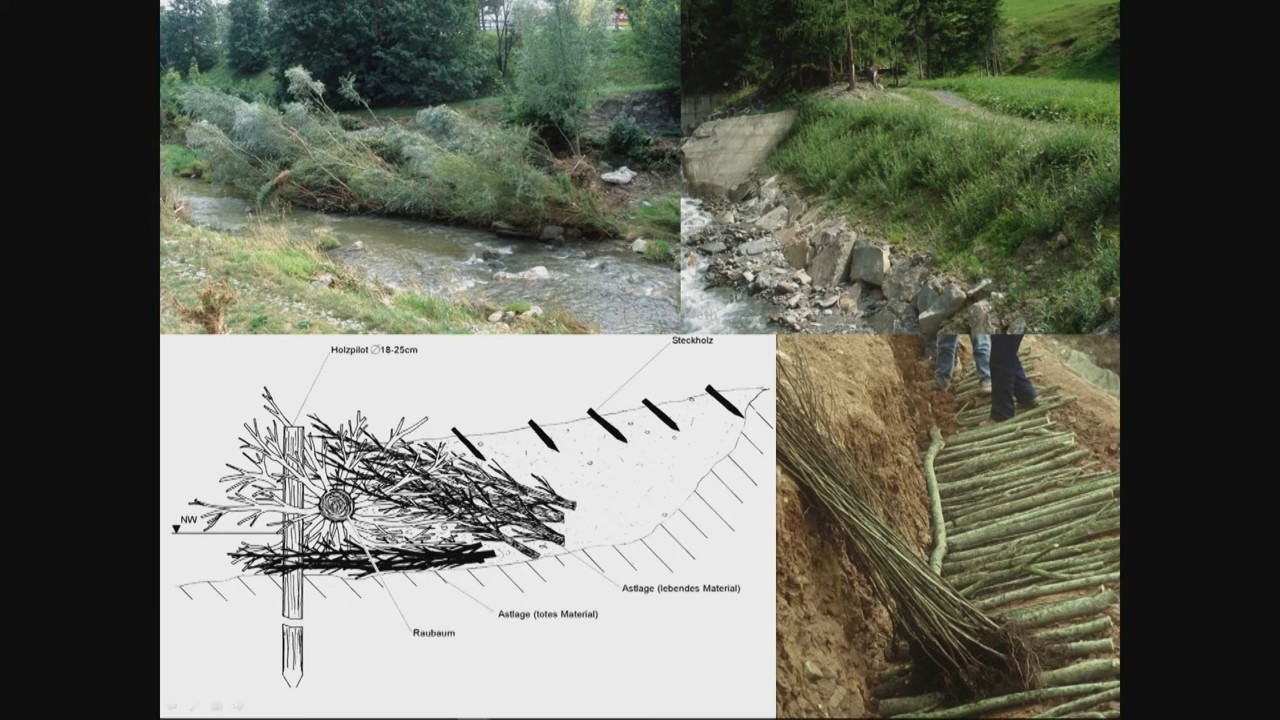 Holzpilot ∅18-25cm
Steckholz
NW
Astlage (lebendes Material)
Astlage (totes Material)
Raubaum